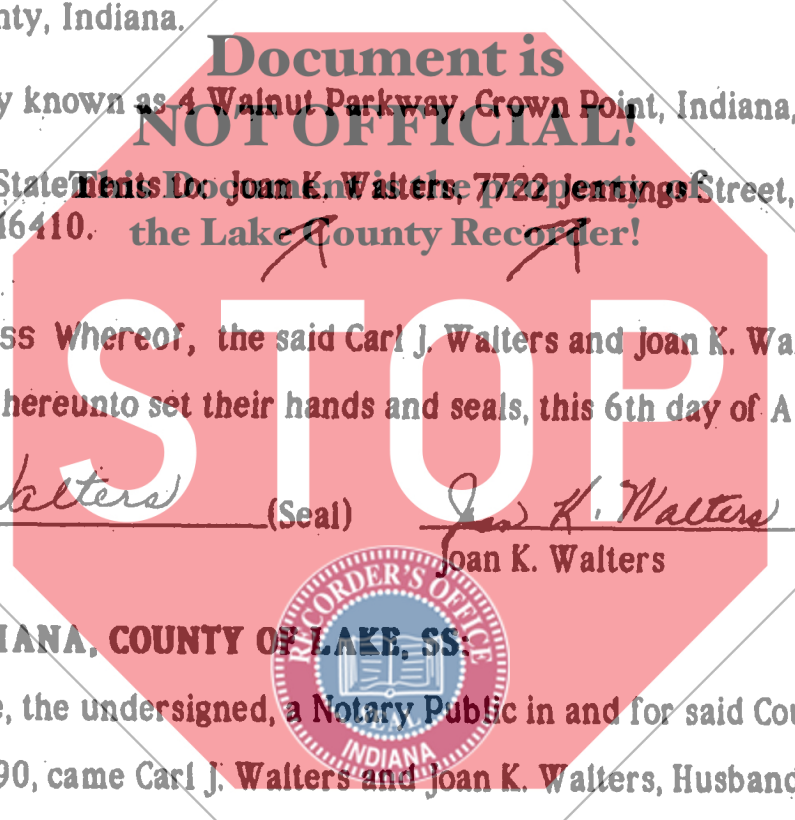 nty, Indiana.
Document is
y known as 4 Walnut Parkway, Crown Point, Indiana,
NOT OFFICIAL!
Statements to: Joan K. Walters, 7722 Jennings Street,
This Document is the property of
46410.
the Lake County Recorder!
STOP
ss Whereof, the said Carl J. Walters and Joan K. Wa
hereunto set their hands and seals, this 6th day of A
Walters (Seal) Joan K. Walters
Joan K. Walters
RECORDER'S OFFICE
IANA, COUNTY OF LAKE, SS:
e, the undersigned, a Notary Public in and for said Cou
INDIANA
90, came Carl J. Walters and Joan K. Walters, Husband